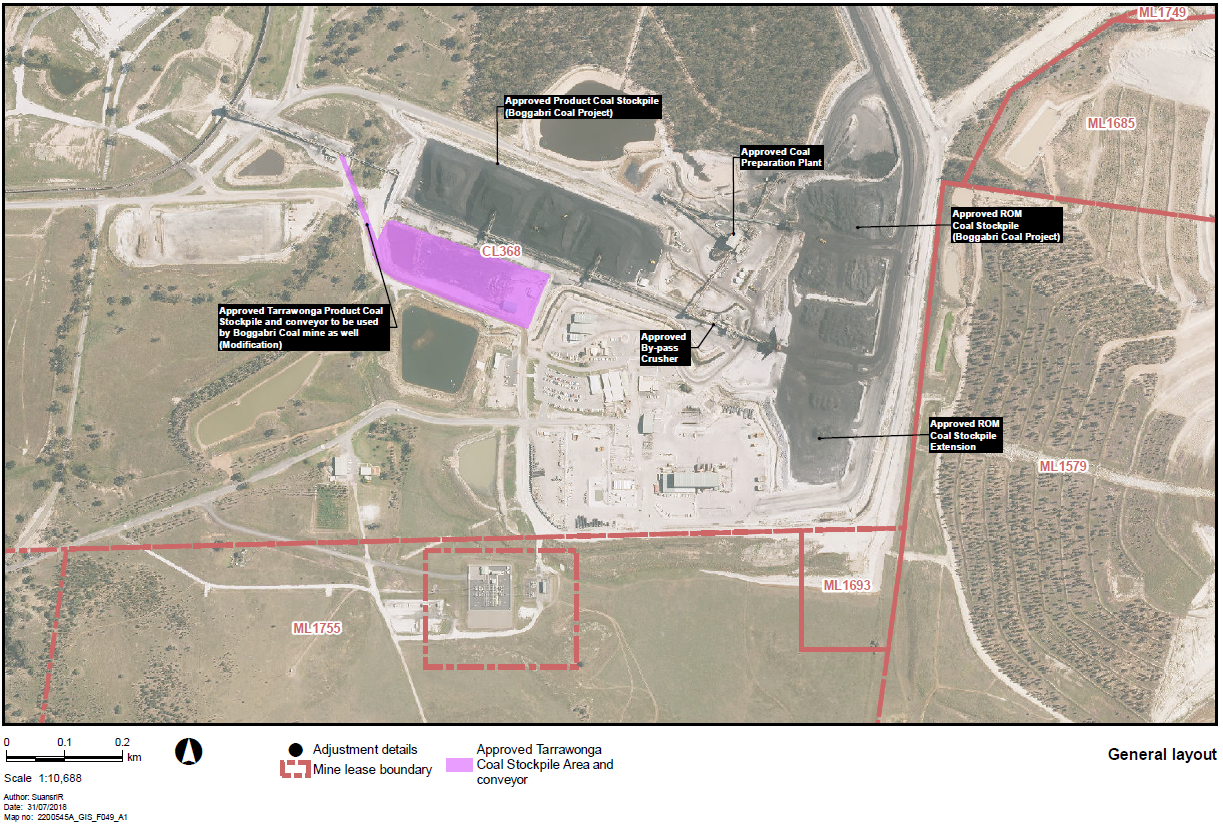 ML1749
ML1685
Approved Product Coal Stockpile
(Boggabri Coal Project)
Approved Coal
Preparation Plant
Approved ROM
Coal Stockpile
(Boggabri Coal Project)
CL368
Approved Tarrawonga Product Coal
Stockpile and conveyor to be used
by Boggabri Coal mine as well
(Modification)
Approved
By-pass
Crusher
Approved ROM
Coal Stockpile
Extension
ML1579
ML1693
ML1755
0 0.1 0.2
km
Scale 1:10,688
Author: SuansriR
Date: 31/07/2018
Map no: 2200545A_GIS_F049_A1
Adjustment details
Mine lease boundary
Approved Tarrawonga
Coal Stockpile Area and
conveyor
General layout